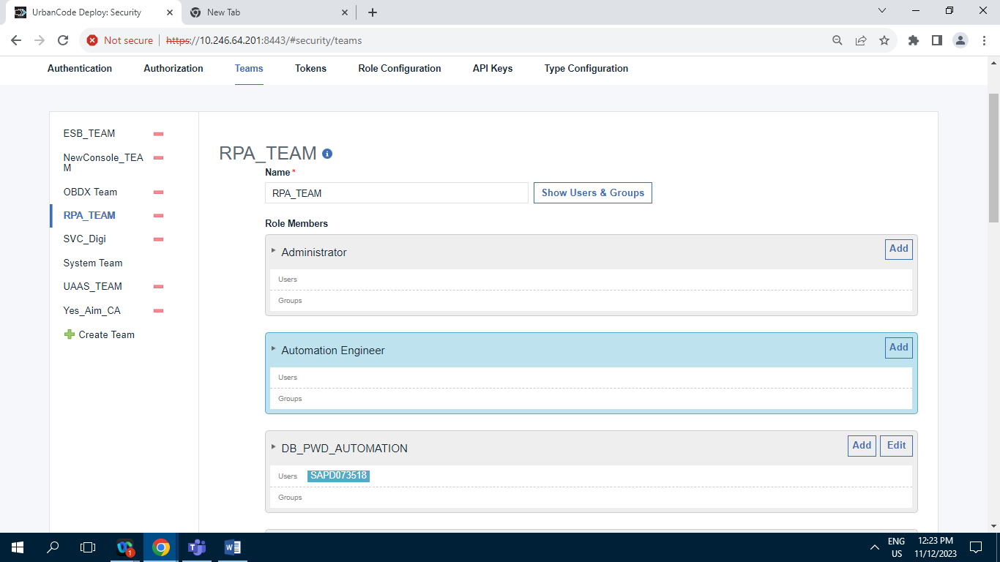 UrbanCode Deploy: Security
New Tab
Not secure https://10.246.64.201:8443/#security/teams
Authentication Authorization Teams Tokens Role Configuration API Keys Type Configuration
ESB_TEAM
NewConsole_TEA
M
OBDX Team
RPA_TEAM
SVC_Digi
System Team
UAAS_TEAM
Yes_Aim_CA
Create Team
RPA_TEAM
Name *
RPA_TEAM
Show Users & Groups
Role Members
Administrator
Add
Users
Groups
Automation Engineer
Add
Users
Groups
DB_PWD_AUTOMATION
Add Edit
Users SAPD073518
Groups
1
ENG
US
12:23 PM
11/12/2023